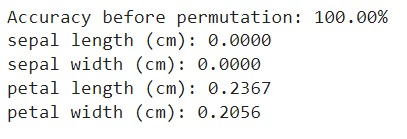 Accuracy before permutation: 100.00%
sepal length (cm): 0.0000
sepal width (cm): 0.0000
petal length (cm): 0.2367
petal width (cm): 0.2056